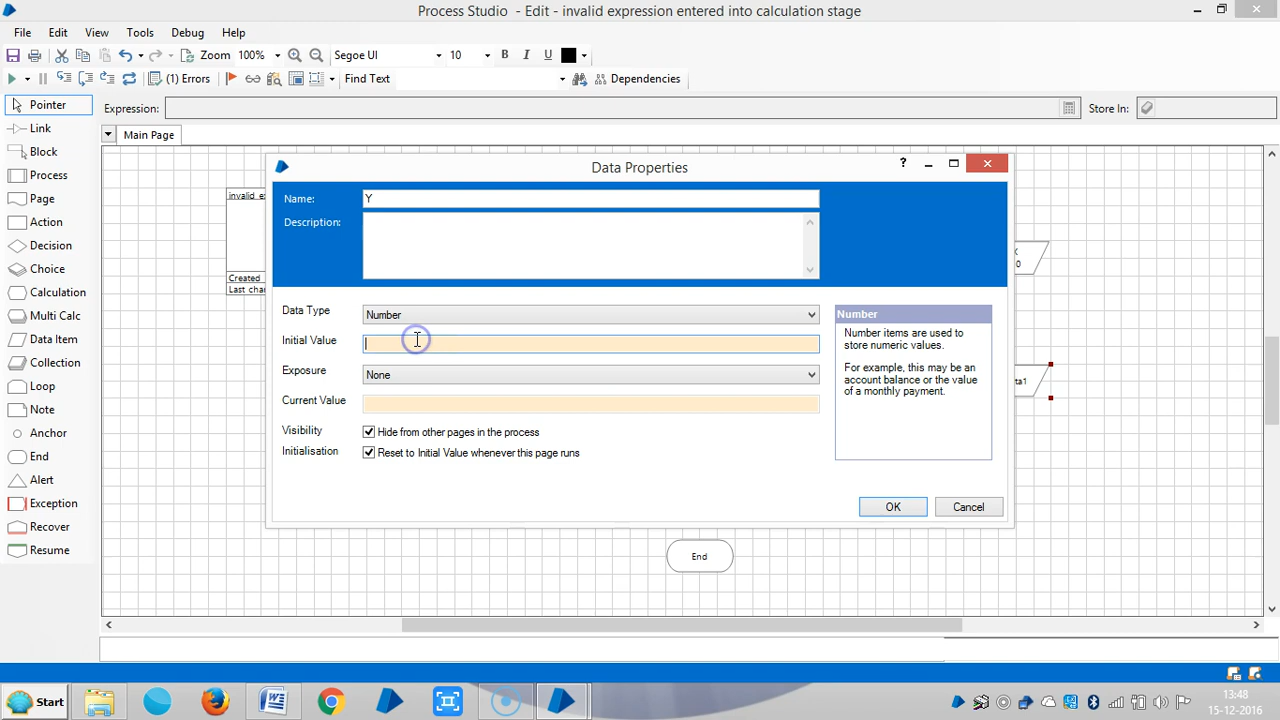 Process Studio - Edit - invalid expression entered into calculation stage
File Edit View Tools Debug Help
Zoom 100% Segoe UI 10 B I U
(1) Errors Find Text Dependencies
Pointer
Expression: Store In:
Link
Main Page
Block
Process
Page
Action
Decision
Choice
Calculation
Multi Calc
Data Item
Collection
Loop
Note
Anchor
End
Alert
Exception
Recover
Resume
invalid_ex
Created
Last cha
Data Properties
?
Name: Y
Description:
Data Type Number
Initial Value
Exposure None
Current Value
Visibility Hide from other pages in the process
Initialisation Reset to Initial Value whenever this page runs
Number
Number items are used to
store numeric values.
For example, this may be an
account balance or the value
of a monthly payment.
OK Cancel
X
0
ta1
End
Start
13:48
15-12-2016